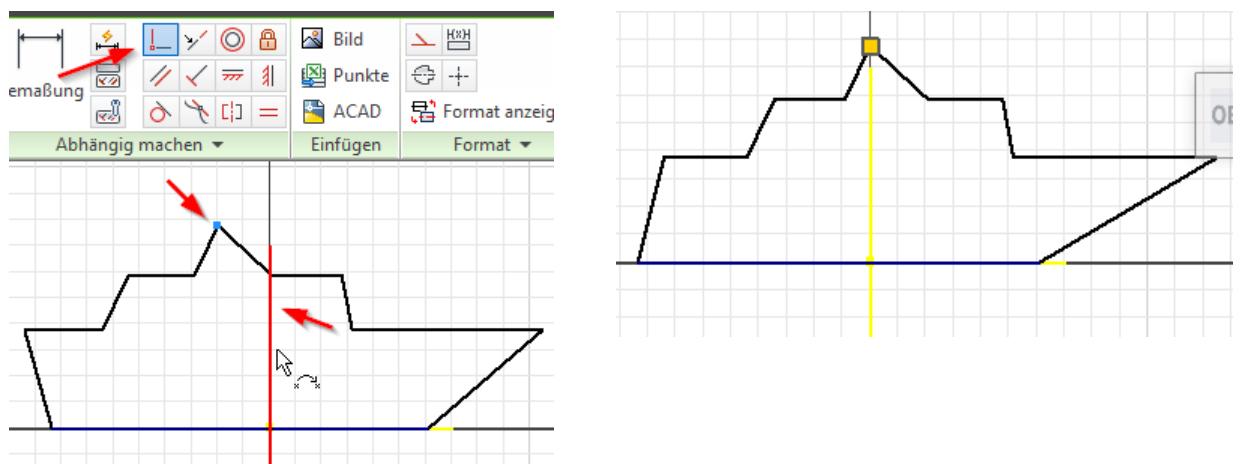 Bild
H(x)H
emaßung
Punkte
ACAD
Format anzeig
Abhängig machen
Einfügen
Format